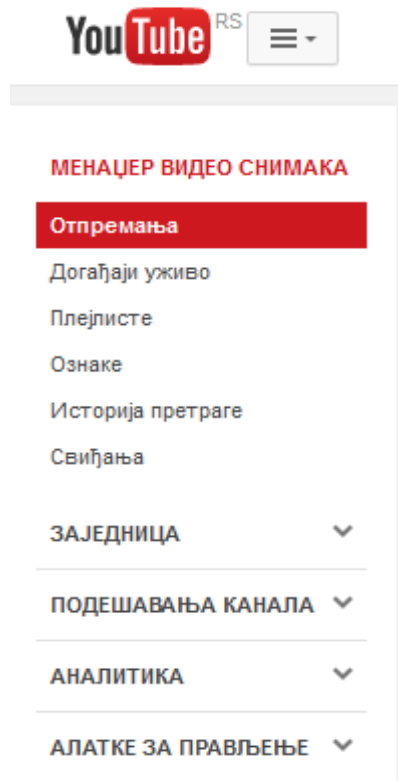 YouTube RS
МЕНАЏЕР ВИДЕО СНИМАКА
Отпремања
Догађаји уживо
Плејлисте
Ознаке
Историја претраге
Свиђања
ЗАЈЕДНИЦА
ПОДЕШАВАЊА КАНАЛА
АНАЛИТИКА
АЛАТКЕ ЗА ПРАВЉЕЊЕ